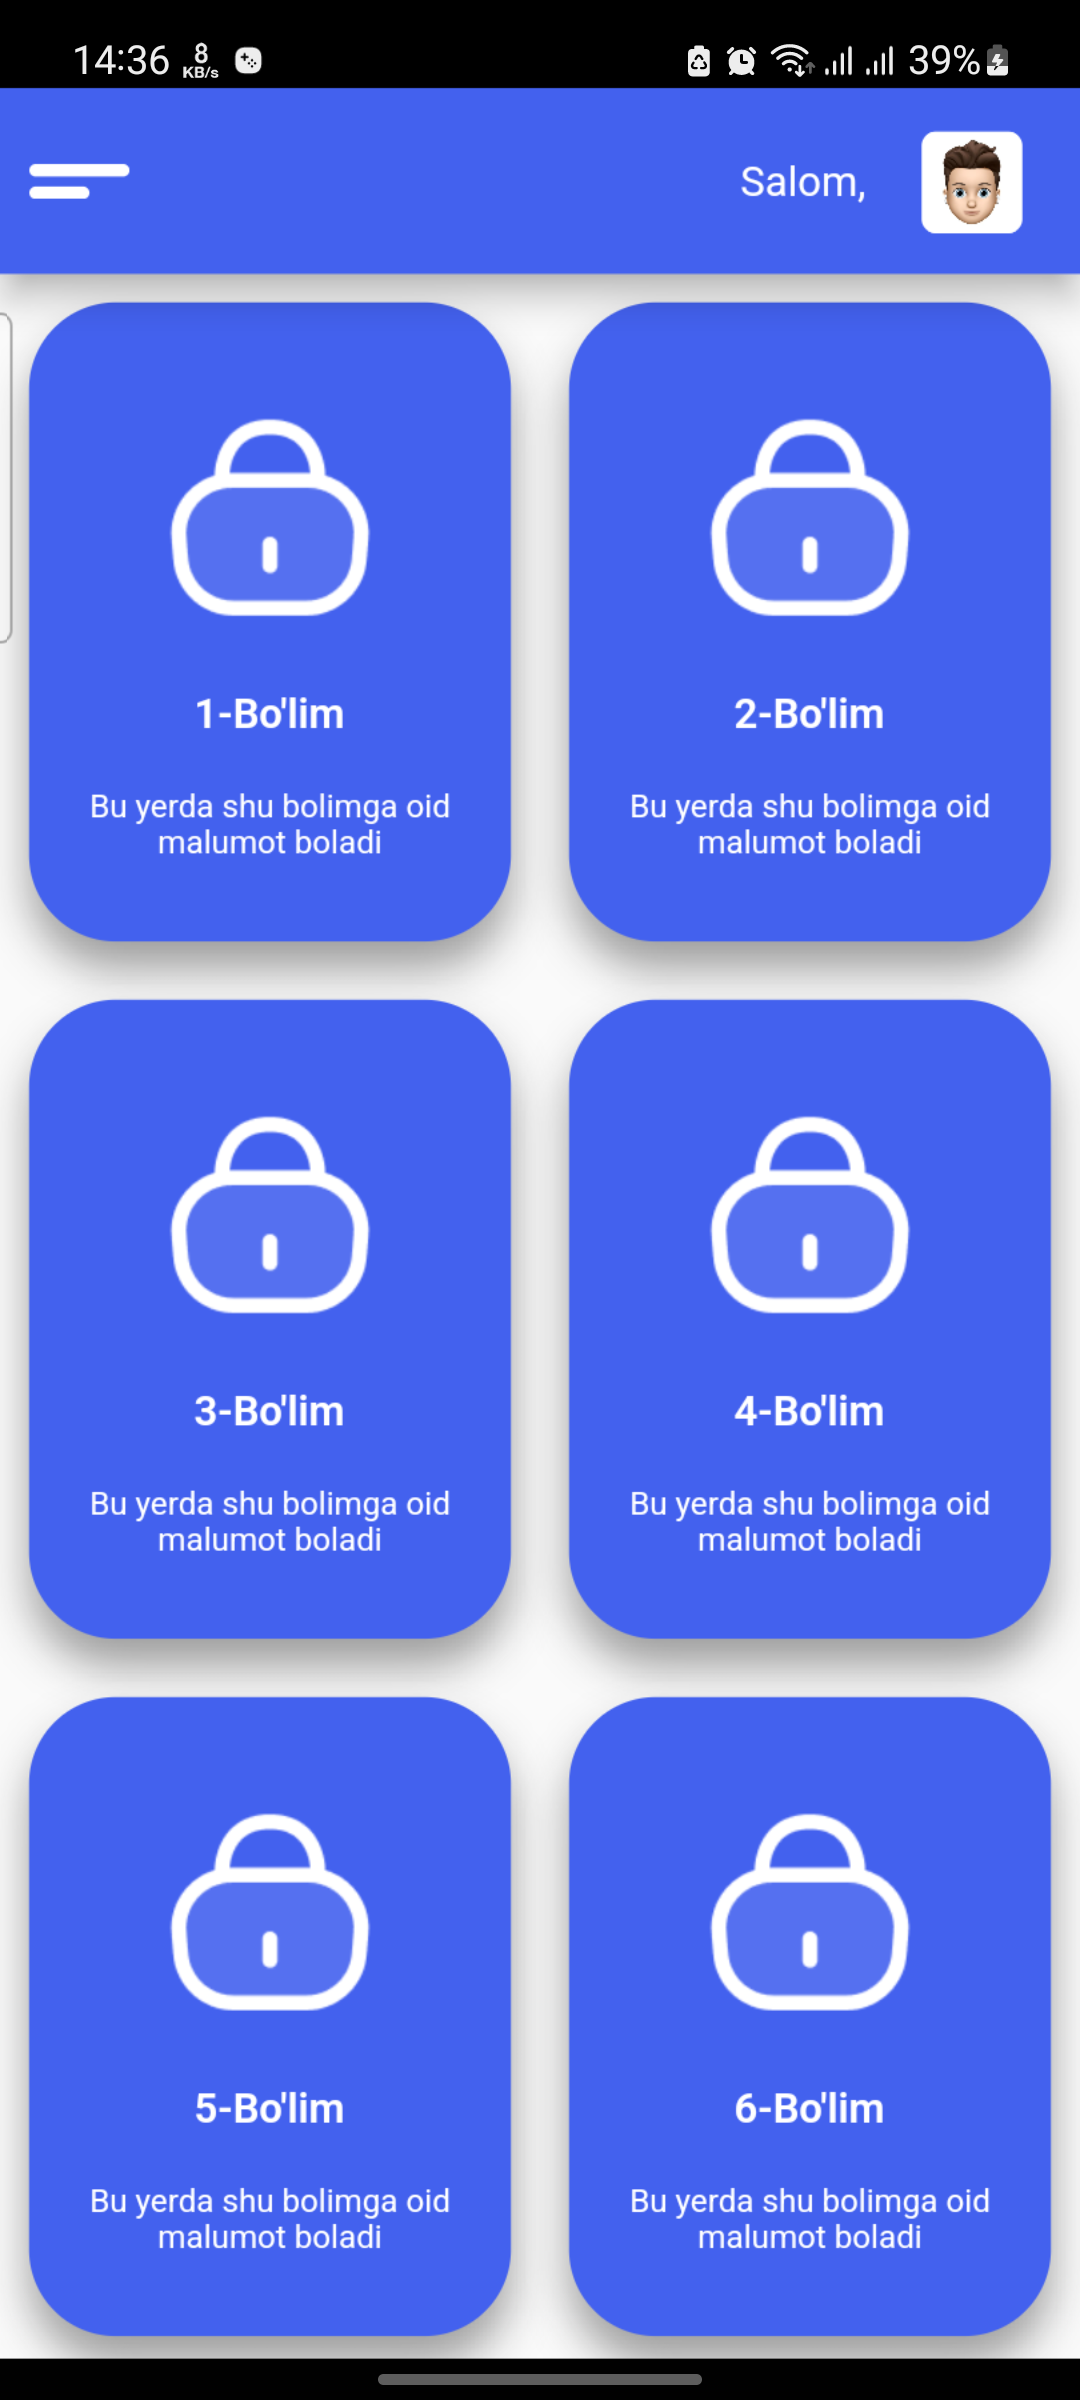 14:36 8 KB/s 39%
Salom,
1-Bo'lim
Bu yerda shu bolimga oid
malumot boladi
2-Bo'lim
Bu yerda shu bolimga oid
malumot boladi
3-Bo'lim
Bu yerda shu bolimga oid
malumot boladi
4-Bo'lim
Bu yerda shu bolimga oid
malumot boladi
5-Bo'lim
Bu yerda shu bolimga oid
malumot boladi
6-Bo'lim
Bu yerda shu bolimga oid
malumot boladi